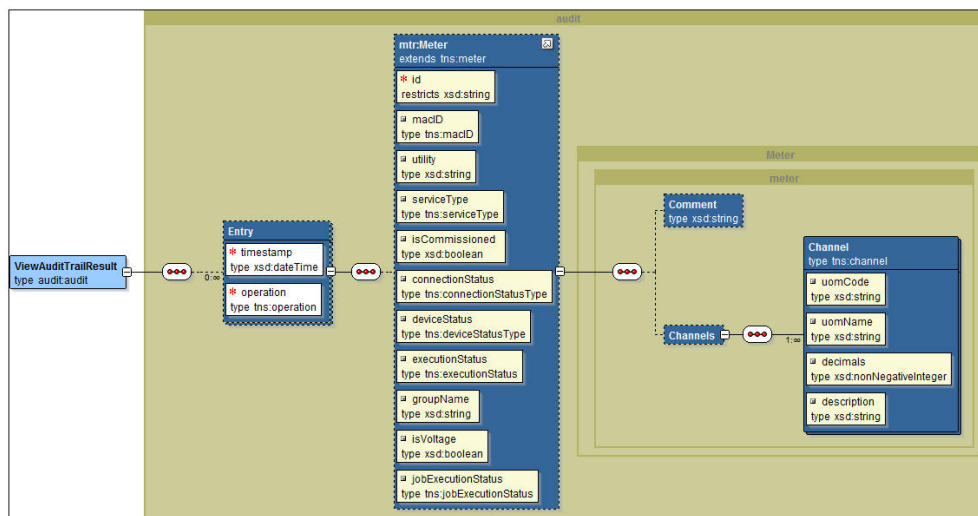 audit
mtr:Meter
extends tns:meter
* id
restricts xsd:string
macID
type tns:macID
utility
type xsd:string
serviceType
type tns:serviceType
isCommissioned
type xsd:boolean
connectionStatus
type tns:connectionStatusType
deviceStatus
type tns:deviceStatusType
executionStatus
type tns:executionStatus
groupName
type xsd:string
isVoltage
type xsd:boolean
jobExecutionStatus
type tns:jobExecutionStatus
ViewAuditTrailResult
type audit:audit
0:∞
Entry
* timestamp
type xsd:dateTime
* operation
type tns:operation
Meter
meter
Comment
type xsd:string
Channels
1:∞
Channel
type tns:channel
uomCode
type xsd:string
uomName
type xsd:string
decimals
type xsd:nonNegativeInteger
description
type xsd:string